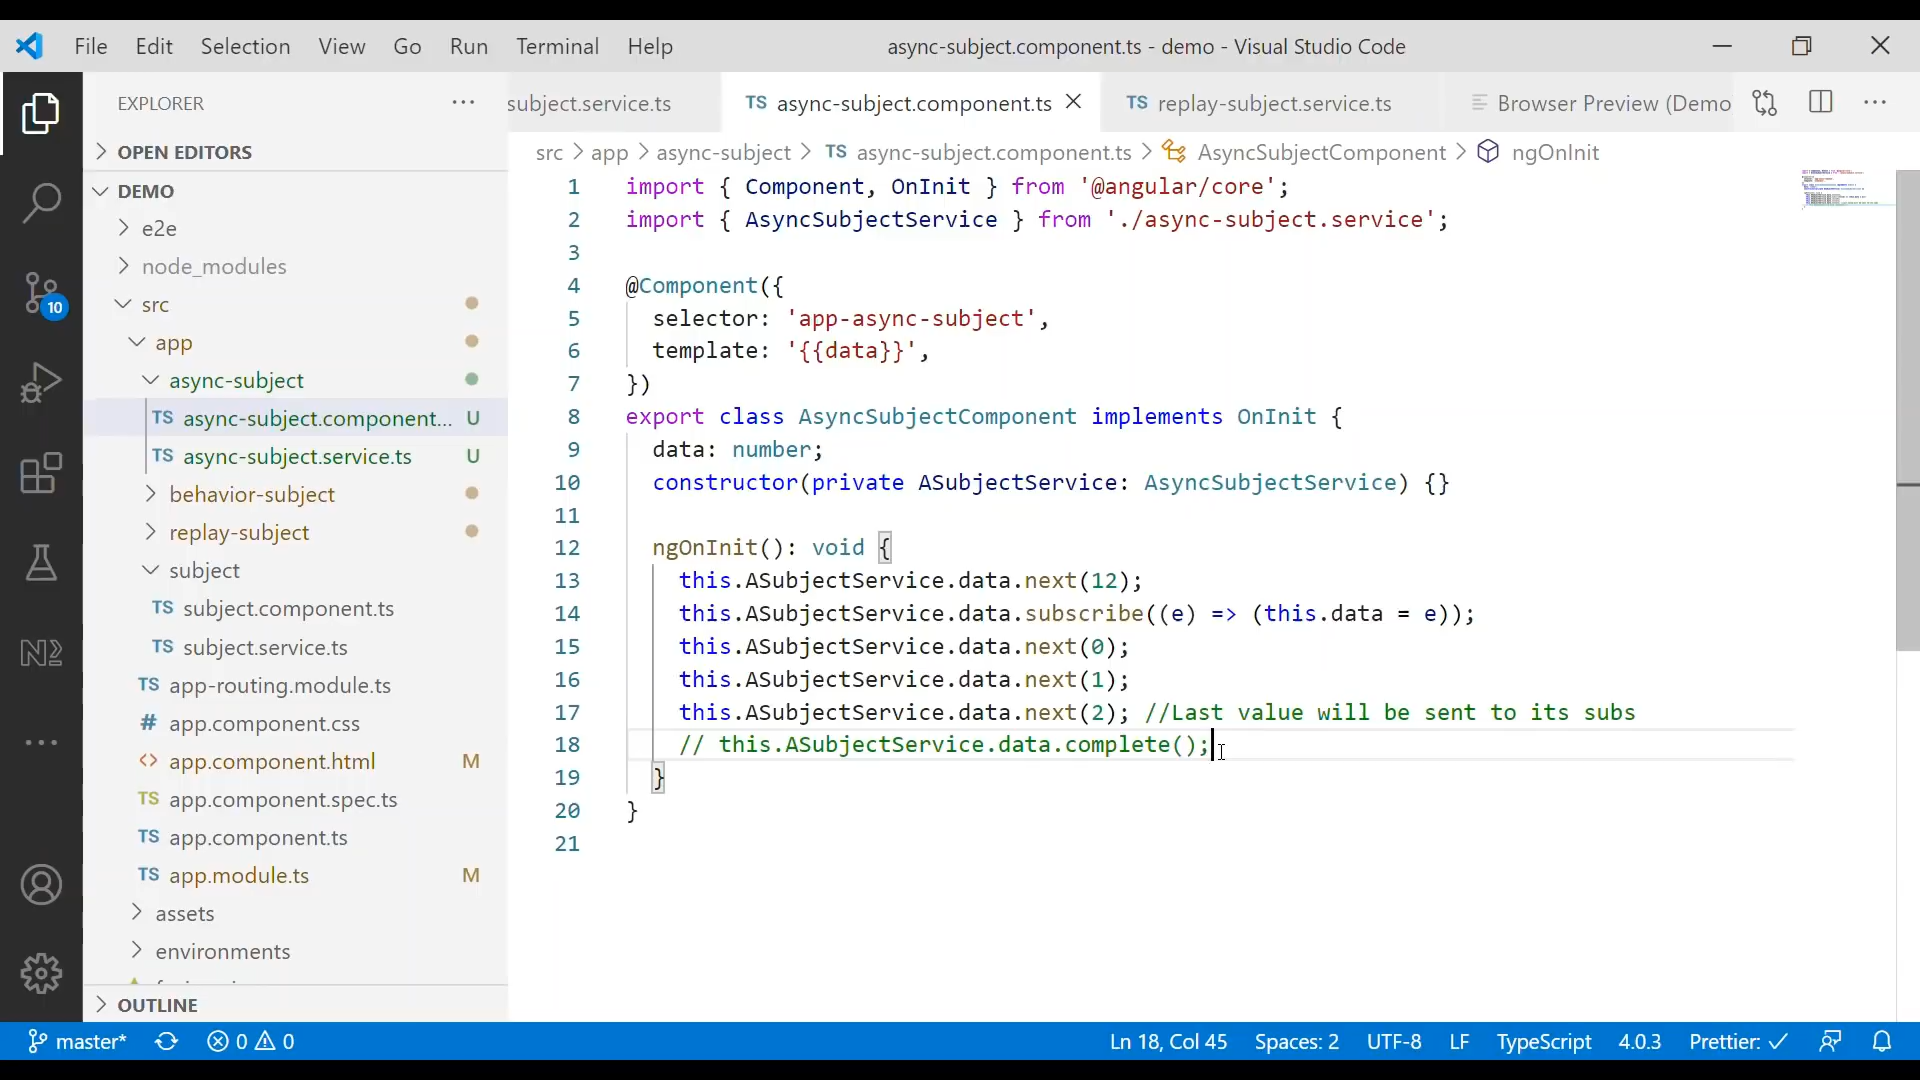 File Edit Selection View Go Run Terminal Help async-subject.component.ts - demo - Visual Studio Code
EXPLORER ··· subject.service.ts TS async-subject.component.ts TS replay-subject.service.ts Browser Preview (Demo ···
OPEN EDITORS
src > app > async-subject > TS async-subject.component.ts > AsyncSubjectComponent > ngOnInit
DEMO
e2e
node_modules
src
app
async-subject
TS async-subject.component... U
TS async-subject.service.ts U
behavior-subject
replay-subject
subject
TS subject.component.ts
TS subject.service.ts
TS app-routing.module.ts
# app.component.css
<> app.component.html M
TS app.component.spec.ts
TS app.component.ts
TS app.module.ts M
assets
environments
OUTLINE
10
1 import { Component, OnInit } from '@angular/core';
2 import { AsyncSubjectService } from './async-subject.service';
3
4 @Component({
5 selector: 'app-async-subject',
6 template: '{{data}}',
7 })
8 export class AsyncSubjectComponent implements OnInit {
9 data: number;
10 constructor(private ASubjectService: AsyncSubjectService) {}
11
12 ngOnInit(): void {
13 this.ASubjectService.data.next(12);
14 this.ASubjectService.data.subscribe((e) => (this.data = e));
15 this.ASubjectService.data.next(0);
16 this.ASubjectService.data.next(1);
17 this.ASubjectService.data.next(2); //Last value will be sent to its subs
18 // this.ASubjectService.data.complete();
19 }
20 }
21
master* 0 0 Ln 18, Col 45 Spaces: 2 UTF-8 LF TypeScript 4.0.3 Prettier: ✓